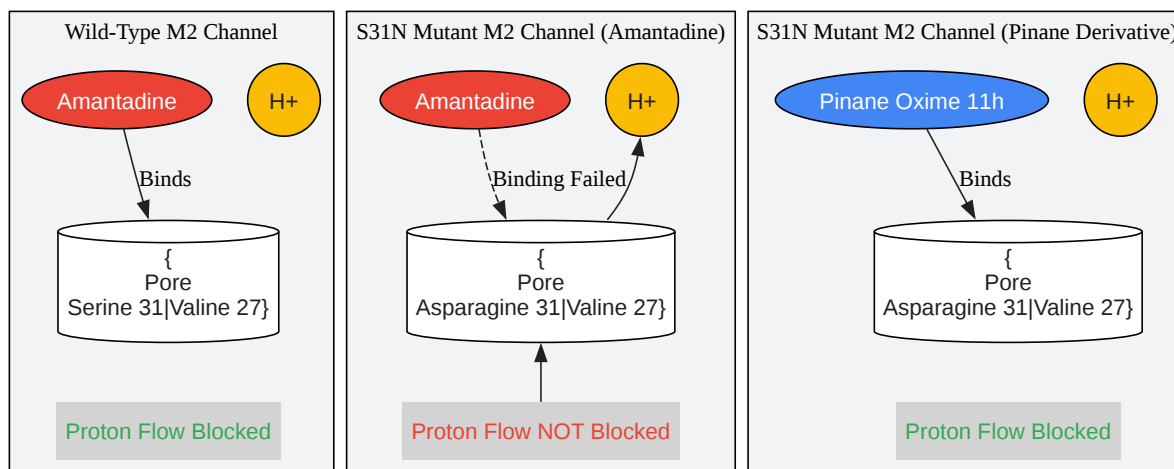 Wild-Type M2 Channel
Amantadine
H+
Binds
{
Pore
Serine 31|Valine 27}
Proton Flow Blocked
S31N Mutant M2 Channel (Amantadine)
Amantadine
H+
Binding Failed
{
Pore
Asparagine 31|Valine 27}
Proton Flow NOT Blocked
S31N Mutant M2 Channel (Pinane Derivative)
Pinane Oxime 11h
H+
Binds
{
Pore
Asparagine 31|Valine 27}
Proton Flow Blocked